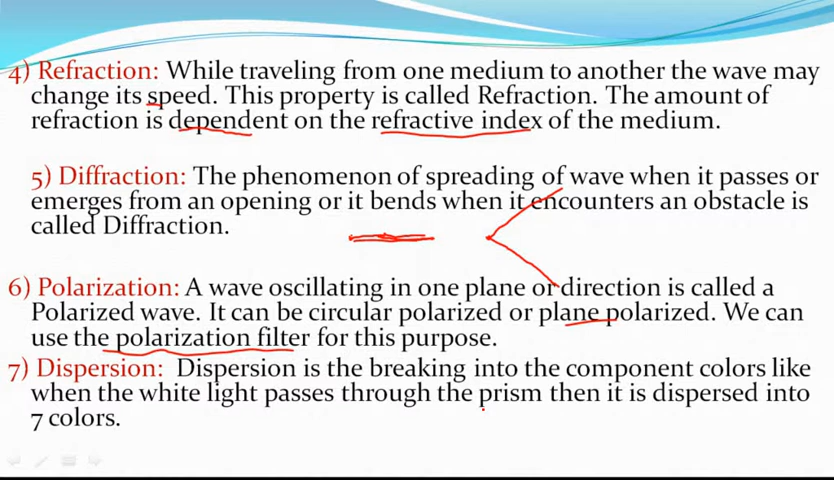 4) Refraction: While traveling from one medium to another the wave may
change its speed. This property is called Refraction. The amount of
refraction is dependent on the refractive index of the medium.
5) Diffraction: The phenomenon of spreading of wave when it passes or
emerges from an opening or it bends when it encounters an obstacle is
called Diffraction.
6) Polarization: A wave oscillating in one plane or direction is called a
Polarized wave. It can be circular polarized or plane polarized. We can
use the polarization filter for this purpose.
7) Dispersion: Dispersion is the breaking into the component colors like
when the white light passes through the prism then it is dispersed into
7 colors.